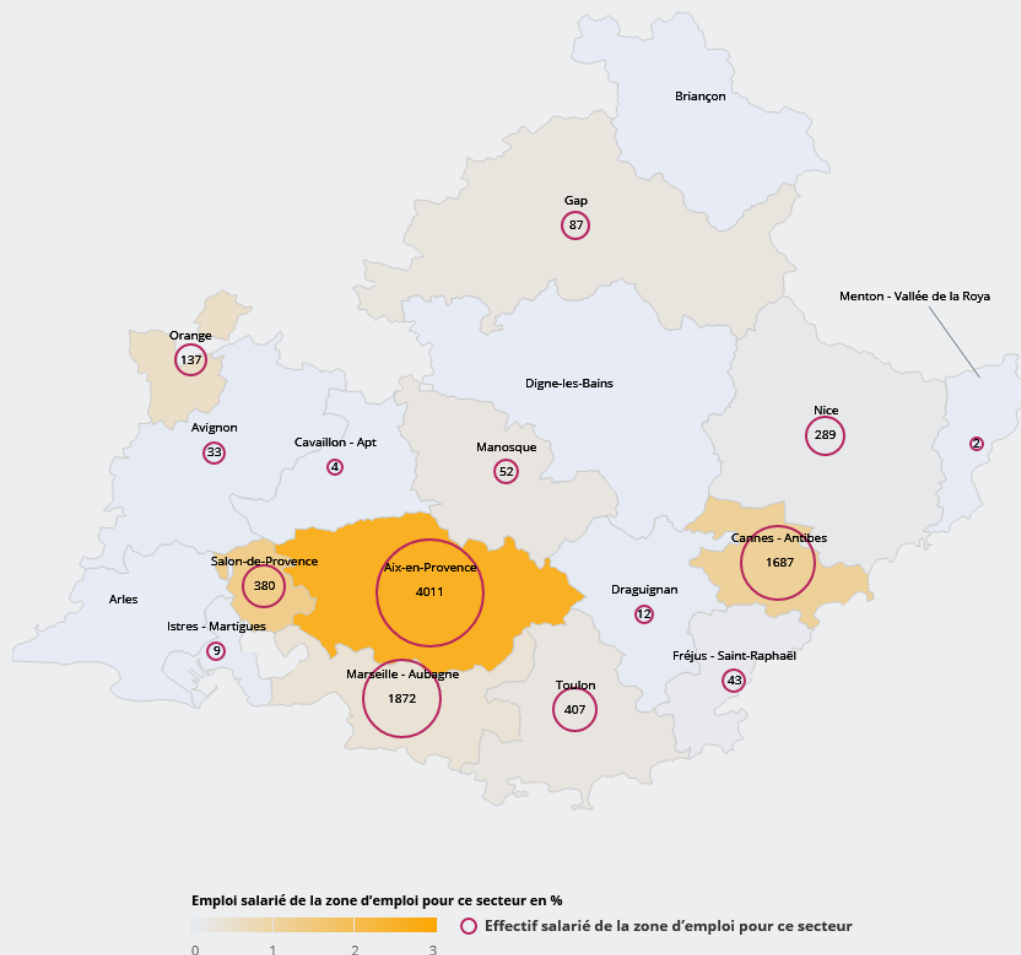 Briançon
Gap
87
Menton - Vallée de la Roya
Orange
137
Digne-les-Bains
Nice
289
2
Avignon
33
Cavaillon - Apt
4
Manosque
52
Cannes - Antibes
1687
Salon-de-Provence
380
Aix-en-Provence
4011
Arles
Draguignan
12
Istres - Martigues
9
Fréjus - Saint-Raphaël
43
Marseille - Aubagne
1872
Toulon
407
Emploi salarié de la zone d’emploi pour ce secteur en %
Effectif salarié de la zone d’emploi pour ce secteur
0 1 2 3